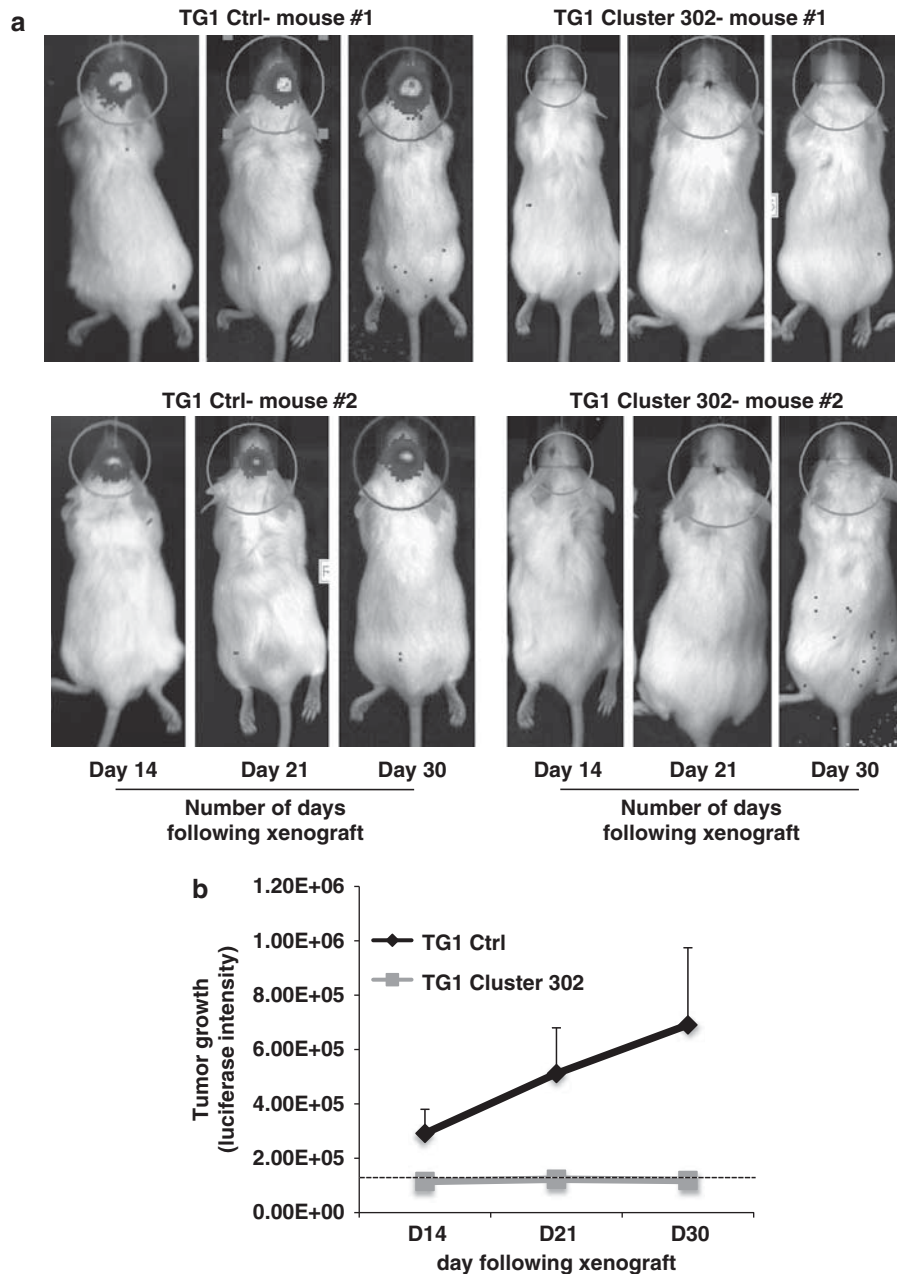 a
TG1 Ctrl- mouse #1
TG1 Cluster 302- mouse #1
TG1 Ctrl- mouse #2
TG1 Cluster 302- mouse #2
Day 14 Day 21 Day 30
Number of days
following xenograft
Day 14 Day 21 Day 30
Number of days
following xenograft
b
Tumor growth
(luciferase intensity)
1.20E+06
1.00E+06
8.00E+05
6.00E+05
4.00E+05
2.00E+05
0.00E+00
TG1 Ctrl
TG1 Cluster 302
D14 D21 D30
day following xenograft